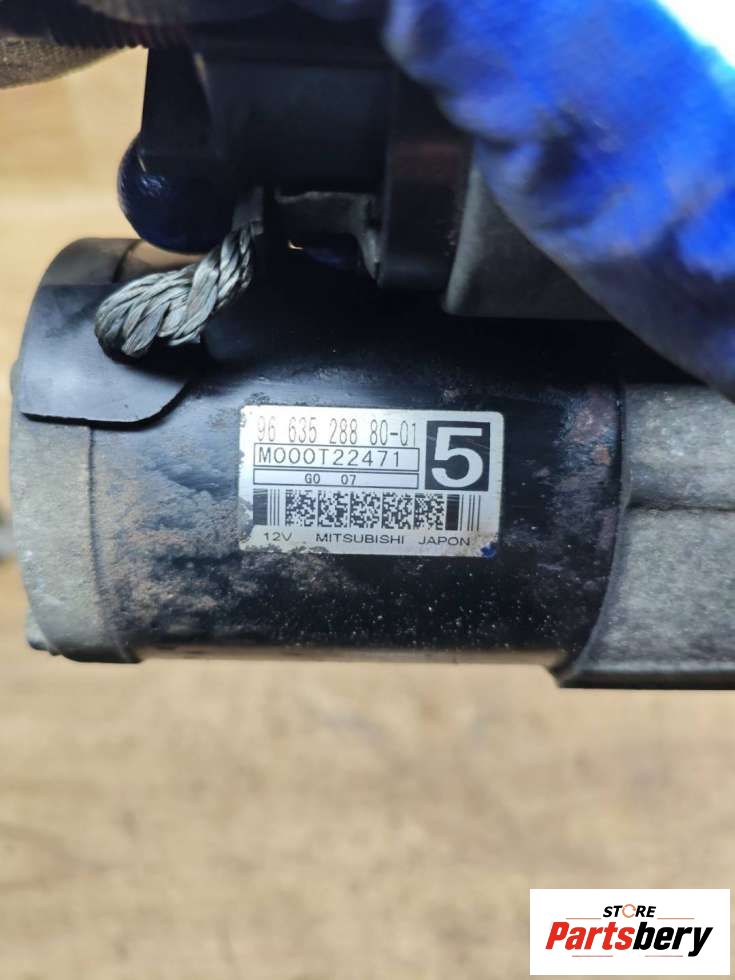 96 635 288 80-01
M000T22471
5
G0 07
12V MITSUBISHI JAPON
STORE
Partsbery